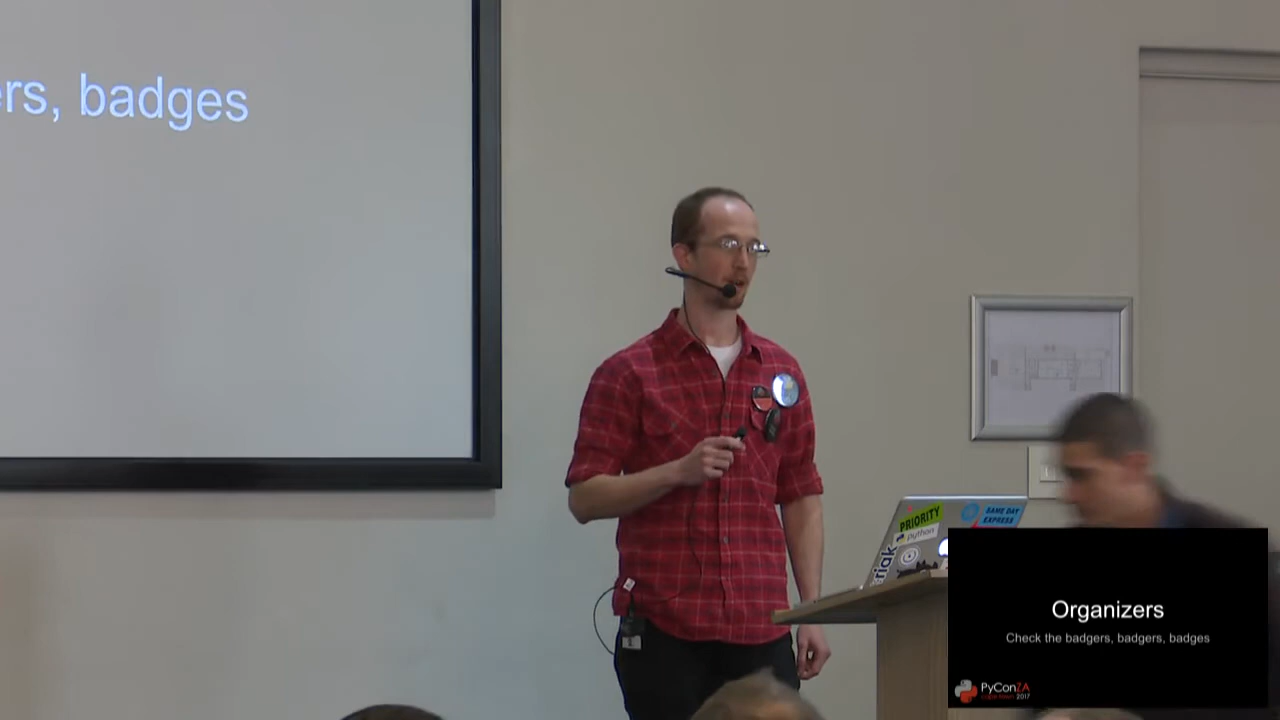 ers, badges
PRIORITY
SAME DAY
EXPRESS
python
riak
Organizers
Check the badgers, badgers, badges
PyConZA
2017